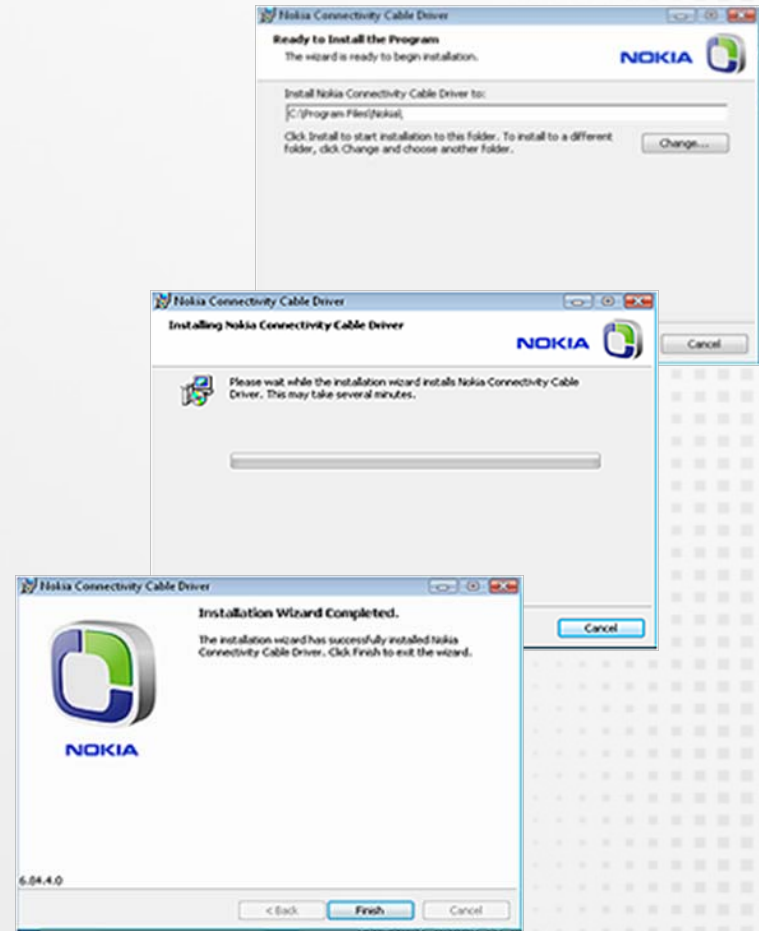 Nokia Connectivity Cable Driver
Ready to Install the Program
The wizard is ready to begin installation.
NOKIA
Install Nokia Connectivity Cable Driver to:
C:\Program Files\Nokia\
Click Install to start installation to this folder. To install to a different
folder, click Change and choose another folder.
Change...
Cancel
Nokia Connectivity Cable Driver
Installing Nokia Connectivity Cable Driver
NOKIA
Please wait while the installation wizard installs Nokia Connectivity Cable
Driver. This may take several minutes.
Cancel
Nokia Connectivity Cable Driver
Installation Wizard Completed.
The installation wizard has successfully installed Nokia
Connectivity Cable Driver. Click Finish to exit the wizard.
NOKIA
6.84.4.0
< Back
Finish
Cancel